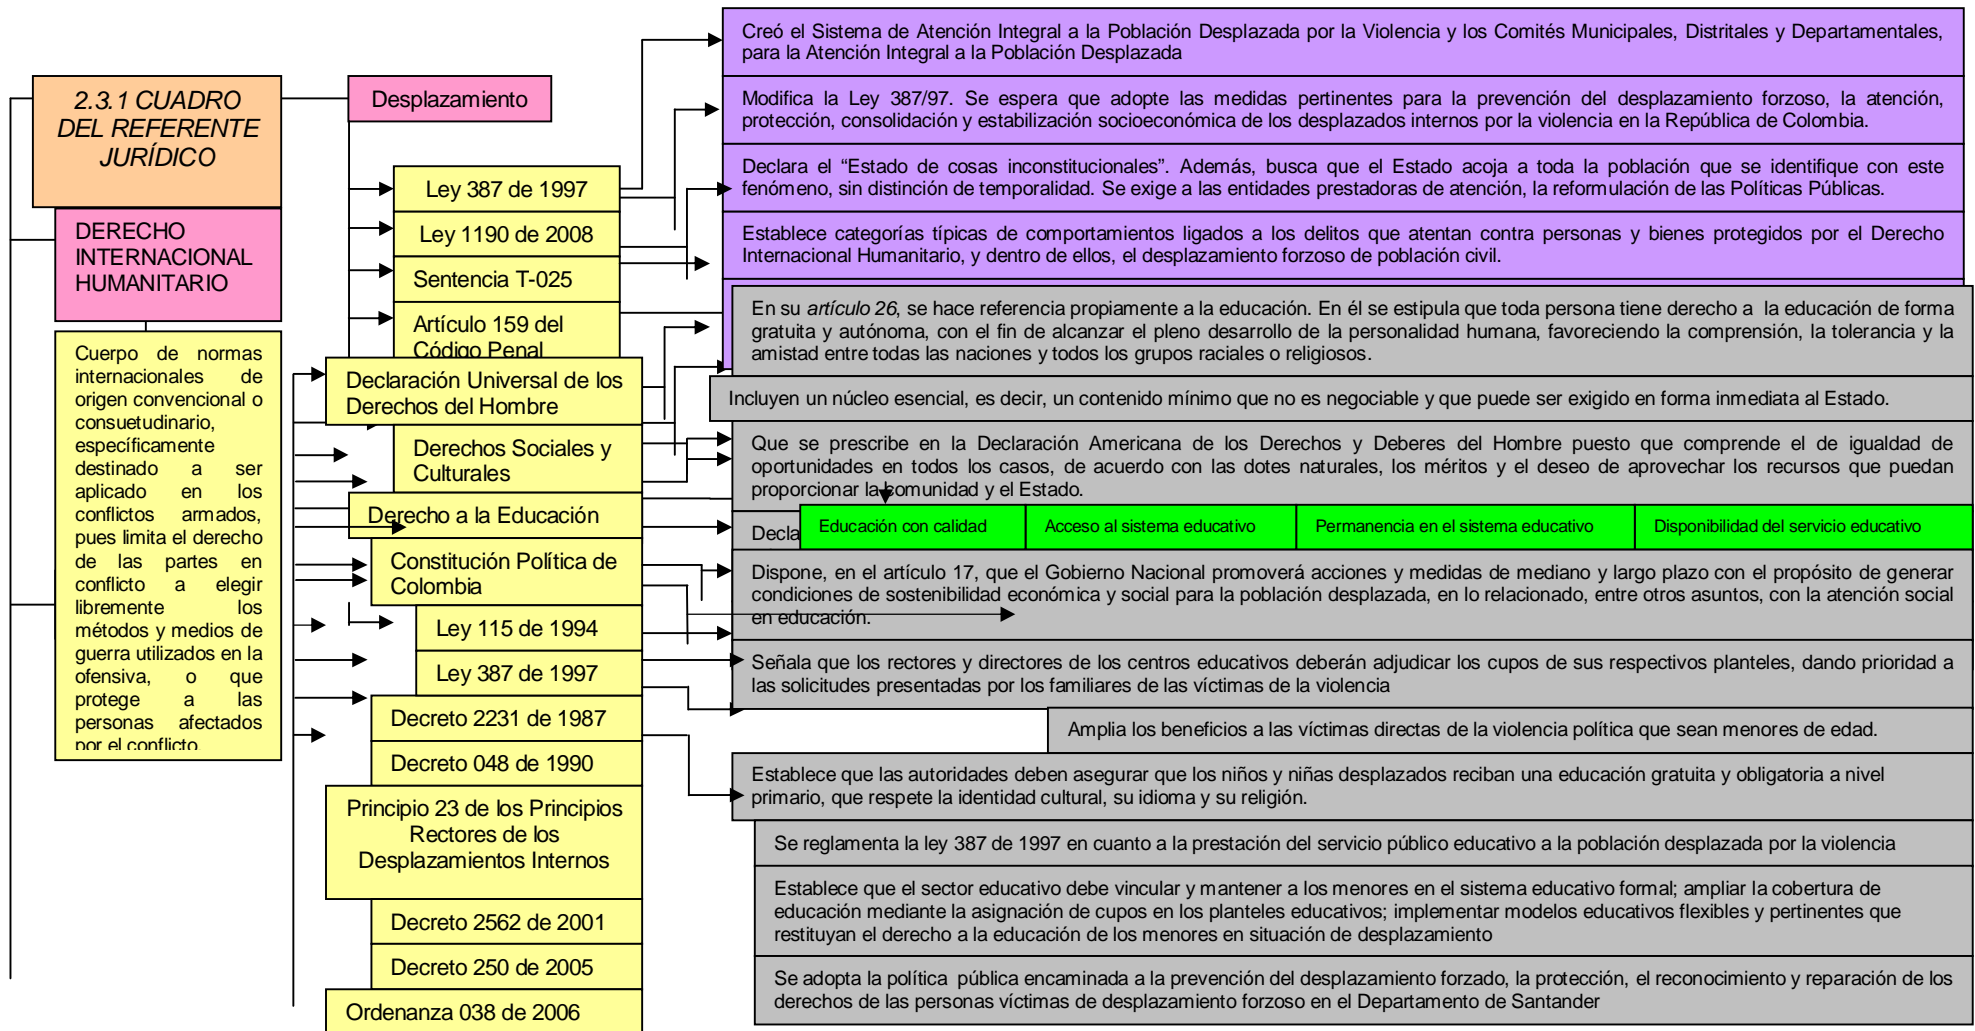 2.3.1 CUADRO
DEL REFERENTE
JURÍDICO
DERECHO
INTERNACIONAL
HUMANITARIO
Cuerpo de normas
internacionales de
origen convencional o
consuetudinario,
específicamente
destinado a ser
aplicado en los
conflictos armados,
pues limita el derecho
de las partes en
conflicto a elegir
libremente los
métodos y medios de
guerra utilizados en la
ofensiva, o que
protege a las
personas afectados
por el conflicto
Desplazamiento
Ley 387 de 1997
Ley 1190 de 2008
Sentencia T-025
Artículo 159 del
Código Penal
Declaración Universal de los
Derechos del Hombre
Derechos Sociales y
Culturales
Derecho a la Educación
Constitución Política de
Colombia
Ley 115 de 1994
Ley 387 de 1997
Decreto 2231 de 1987
Decreto 048 de 1990
Principio 23 de los Principios
Rectores de los
Desplazamientos Internos
Decreto 2562 de 2001
Decreto 250 de 2005
Ordenanza 038 de 2006
Creó el Sistema de Atención Integral a la Población Desplazada por la Violencia y los Comités Municipales, Distritales y Departamentales,
para la Atención Integral a la Población Desplazada
Modifica la Ley 387/97. Se espera que adopte las medidas pertinentes para la prevención del desplazamiento forzoso, la atención,
protección, consolidación y estabilización socioeconómica de los desplazados internos por la violencia en la República de Colombia.
Declara el “Estado de cosas inconstitucionales”. Además, busca que el Estado acoja a toda la población que se identifique con este
fenómeno, sin distinción de temporalidad. Se exige a las entidades prestadoras de atención, la reformulación de las Políticas Públicas.
Establece categorías típicas de comportamientos ligados a los delitos que atentan contra personas y bienes protegidos por el Derecho
Internacional Humanitario, y dentro de ellos, el desplazamiento forzoso de población civil.
En su artículo 26, se hace referencia propiamente a la educación. En él se estipula que toda persona tiene derecho a la educación de forma
gratuita y autónoma, con el fin de alcanzar el pleno desarrollo de la personalidad humana, favoreciendo la comprensión, la tolerancia y la
amistad entre todas las naciones y todos los grupos raciales o religiosos.
Incluyen un núcleo esencial, es decir, un contenido mínimo que no es negociable y que puede ser exigido en forma inmediata al Estado.
Que se prescribe en la Declaración Americana de los Derechos y Deberes del Hombre puesto que comprende el de igualdad de
oportunidades en todos los casos, de acuerdo con las dotes naturales, los méritos y el deseo de aprovechar los recursos que puedan
proporcionar la comunidad y el Estado.
Decla
Educación con calidad
Acceso al sistema educativo
Permanencia en el sistema educativo
Disponibilidad del servicio educativo
Dispone, en el artículo 17, que el Gobierno Nacional promoverá acciones y medidas de mediano y largo plazo con el propósito de generar
condiciones de sostenibilidad económica y social para la población desplazada, en lo relacionado, entre otros asuntos, con la atención social
en educación.
Señala que los rectores y directores de los centros educativos deberán adjudicar los cupos de sus respectivos planteles, dando prioridad a
las solicitudes presentadas por los familiares de las víctimas de la violencia
Amplia los beneficios a las víctimas directas de la violencia política que sean menores de edad.
Establece que las autoridades deben asegurar que los niños y niñas desplazados reciban una educación gratuita y obligatoria a nivel
primario, que respete la identidad cultural, su idioma y su religión.
Se reglamenta la ley 387 de 1997 en cuanto a la prestación del servicio público educativo a la población desplazada por la violencia
Establece que el sector educativo debe vincular y mantener a los menores en el sistema educativo formal; ampliar la cobertura de
educación mediante la asignación de cupos en los planteles educativos; implementar modelos educativos flexibles y pertinentes que
restituyan el derecho a la educación de los menores en situación de desplazamiento
Se adopta la política pública encaminada a la prevención del desplazamiento forzado, la protección, el reconocimiento y reparación de los
derechos de las personas víctimas de desplazamiento forzoso en el Departamento de Santander